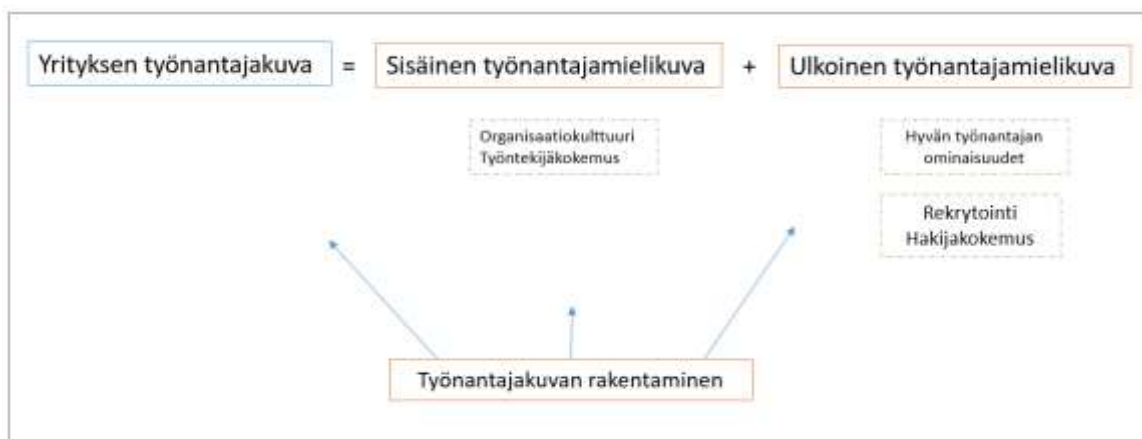 Yrityksen työnantajakuva = Sisäinen työnantajamielikuva + Ulkoinen työnantajamielikuva
Organisaatiokulttuuri
Työntekijäkokemus
Hyvän työnantajan
ominaisuudet
Rekrytointi
Hakijakokemus
Työnantajakuvan rakentaminen